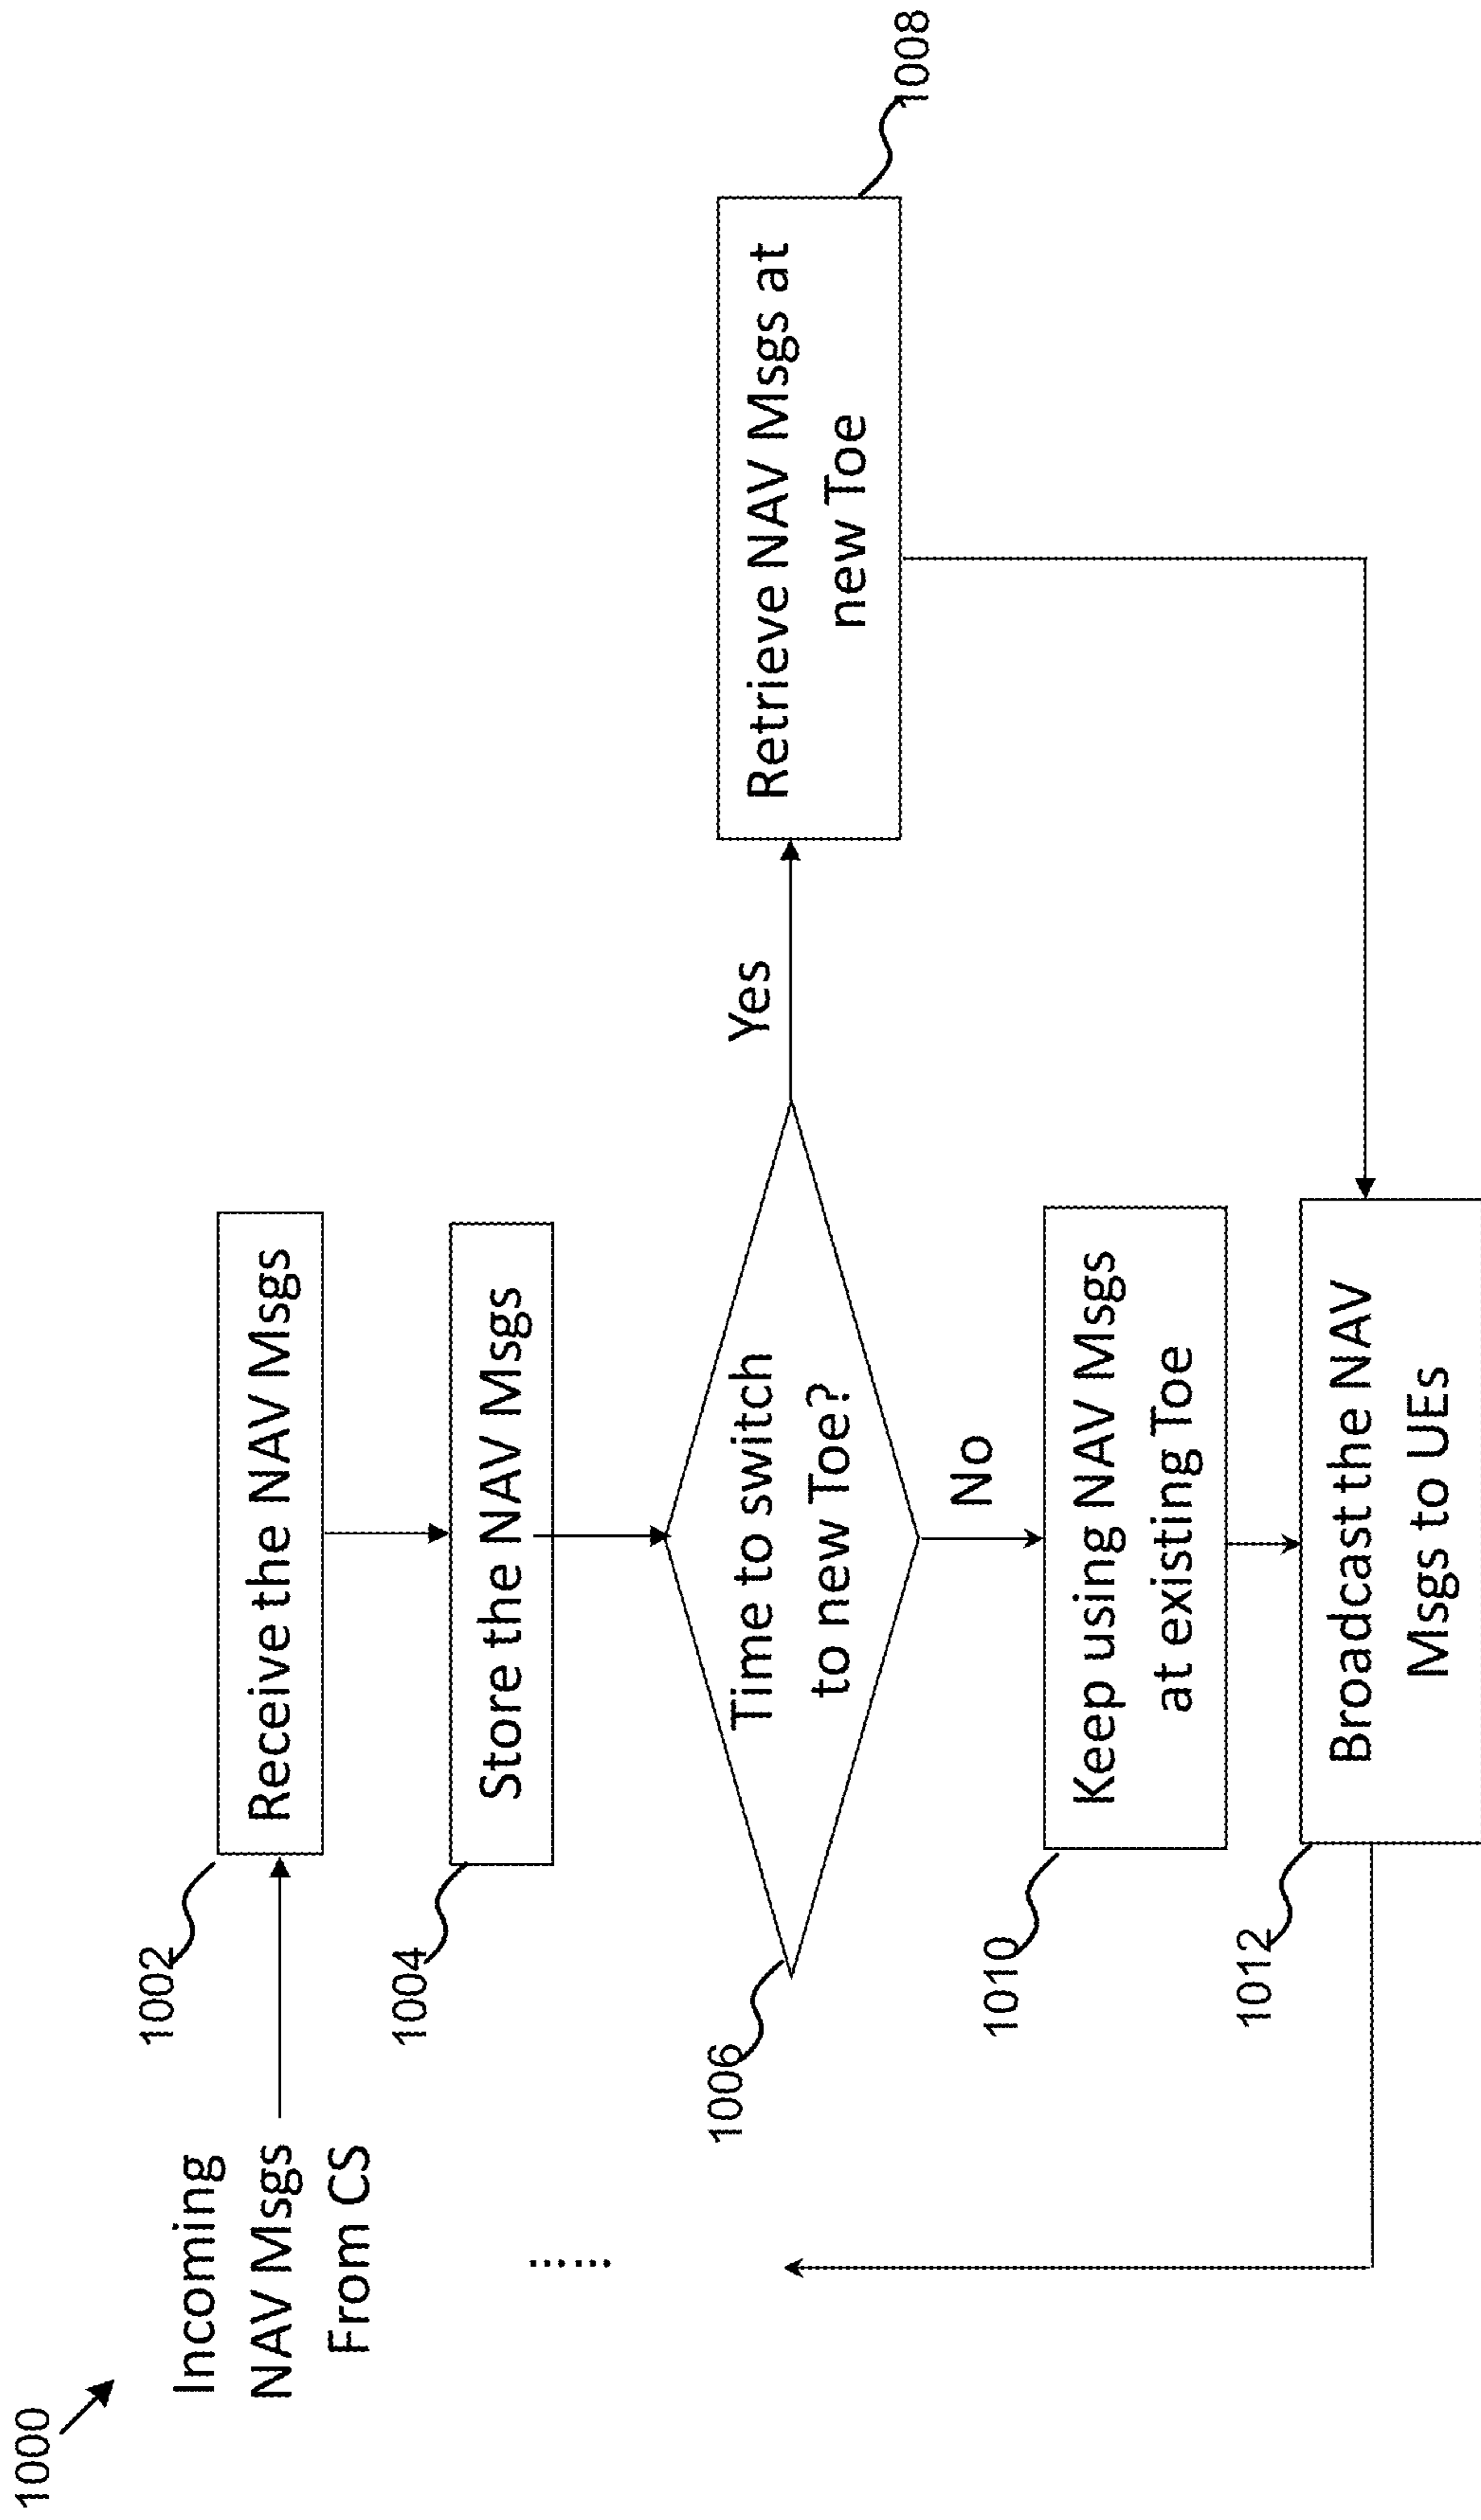 1000
Incoming
NAV Msgs
From CS
.....
1002
Receive the NAV Msgs
1004
Store the NAV Msgs
1006
Time to switch
to new Toe?
Yes
1008
Retrieve NAV Msgs at
new Toe
No
1010
Keep using NAV Msgs
at existing Toe
1012
Broadcast the NAV
Msgs to UEs